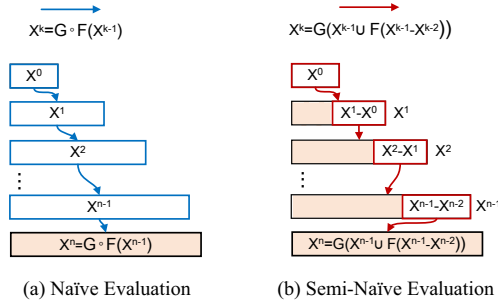 Xᵏ=G∘F(Xᵏ⁻¹)
X⁰
X¹
X²
⋮
Xⁿ⁻¹
Xⁿ=G∘F(Xⁿ⁻¹)
(a) Naïve Evaluation
Xᵏ=G(Xᵏ⁻¹∪ F(Xᵏ⁻¹-Xᵏ⁻²))
X⁰
X¹-X⁰ X¹
X²-X¹ X²
⋮
Xⁿ⁻¹-Xⁿ⁻² Xⁿ⁻¹
Xⁿ=G(Xⁿ⁻¹∪ F(Xⁿ⁻¹-Xⁿ⁻²))
(b) Semi-Naïve Evaluation